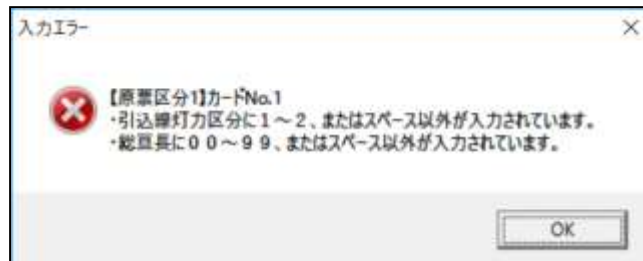 入力エラー
【原票区分1】カードNo.1
・引込線灯力区分に１～２、またはスペース以外が入力されています。
・総亘長に００～９９、またはスペース以外が入力されています。
OK